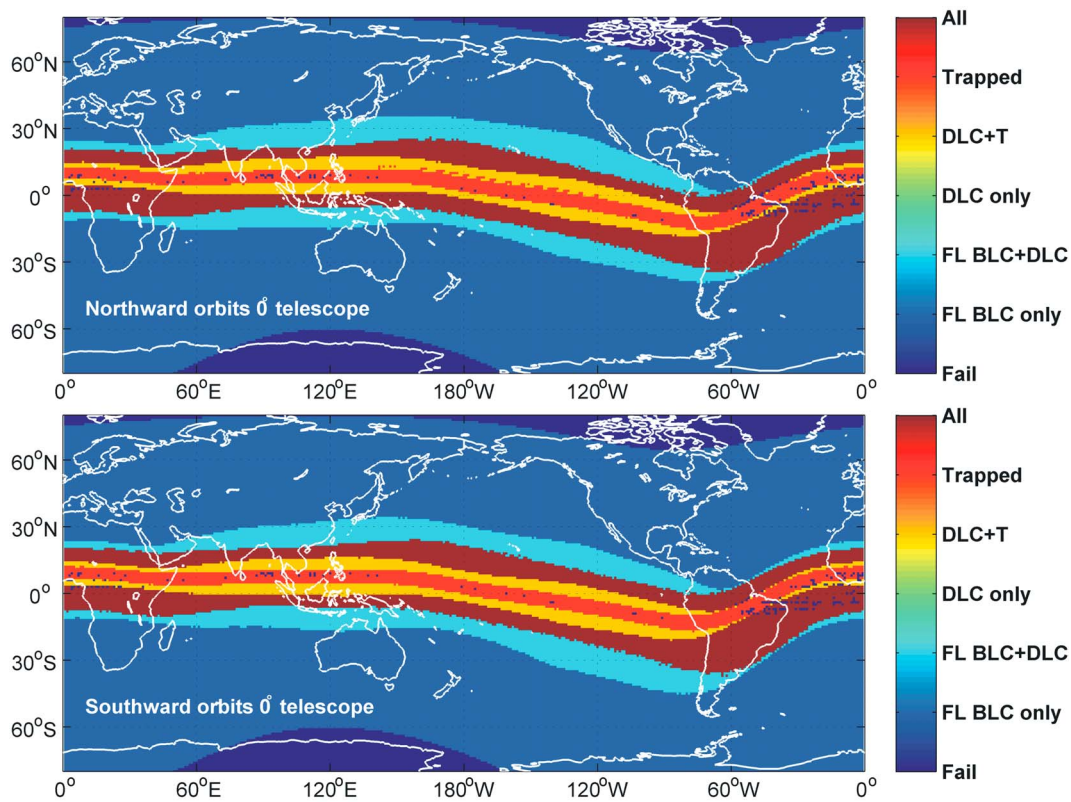 All
60°N
Trapped
30°N
DLC+T
0°
DLC only
30°S
FL BLC+DLC
Northward orbits 0° telescope
FL BLC only
60°S
Fail
0° 60°E 120°E 180°W 120°W 60°W 0°
All
60°N
Trapped
30°N
DLC+T
0°
DLC only
30°S
FL BLC+DLC
Southward orbits 0° telescope
FL BLC only
60°S
Fail
0° 60°E 120°E 180°W 120°W 60°W 0°